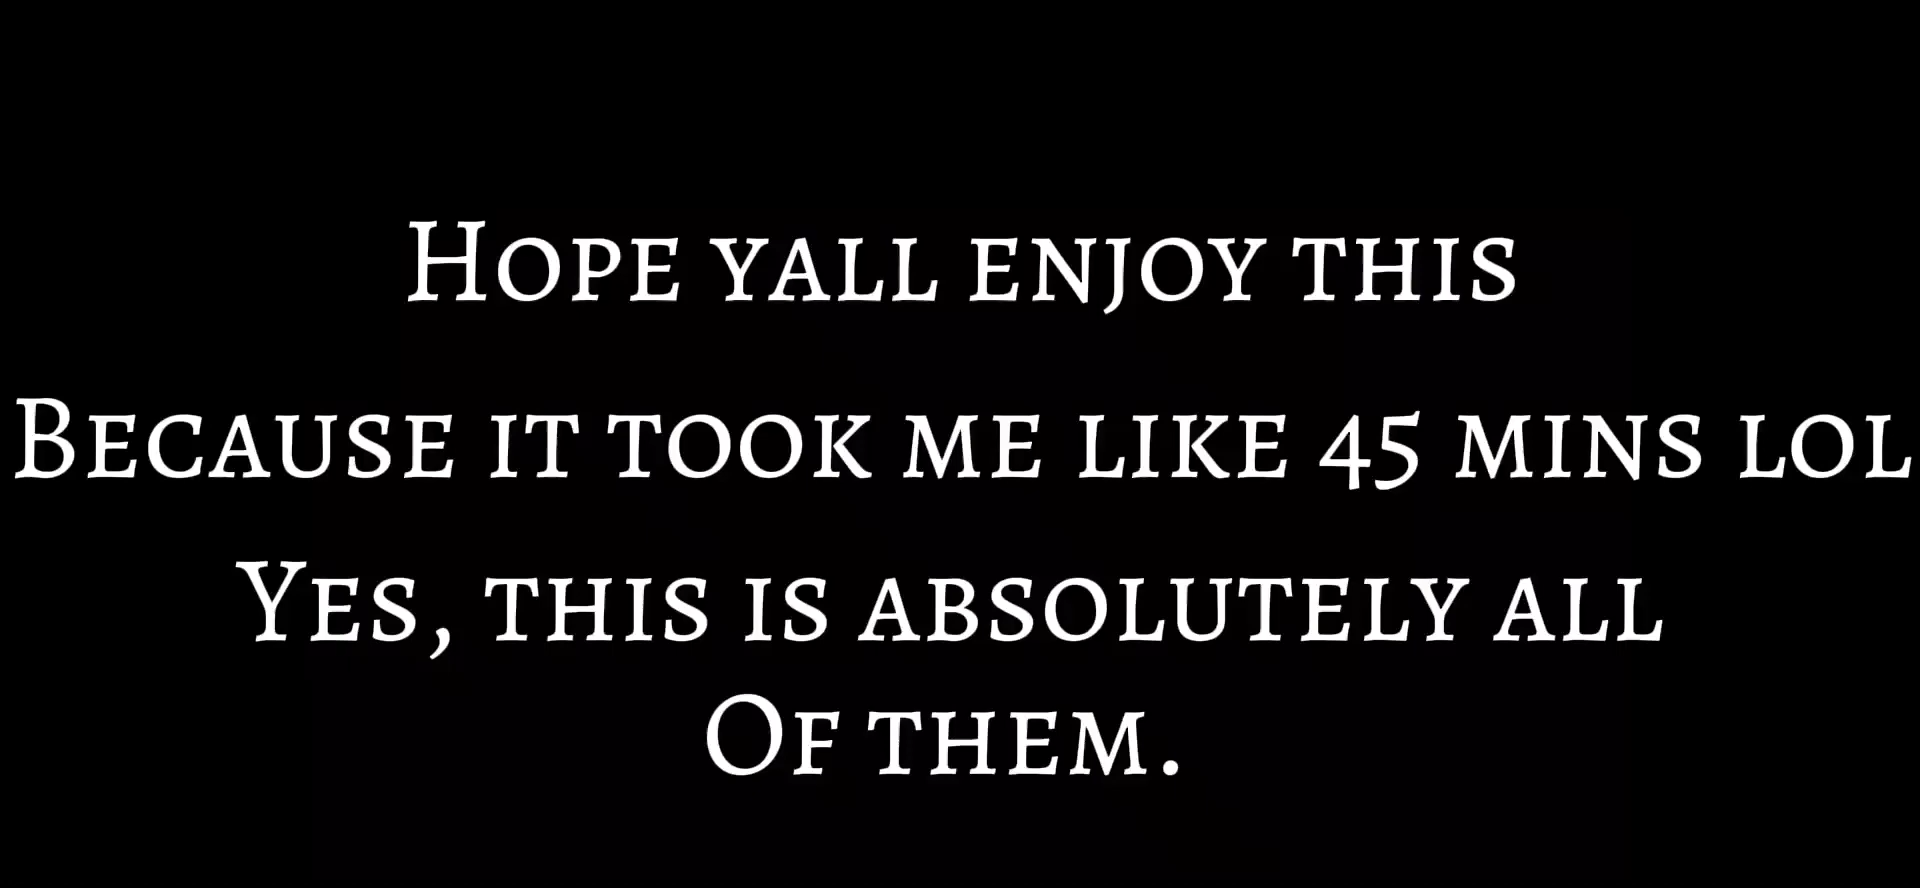 Hope yall enjoy this
Because it took me like 45 mins lol
Yes, this is absolutely all
Of them.